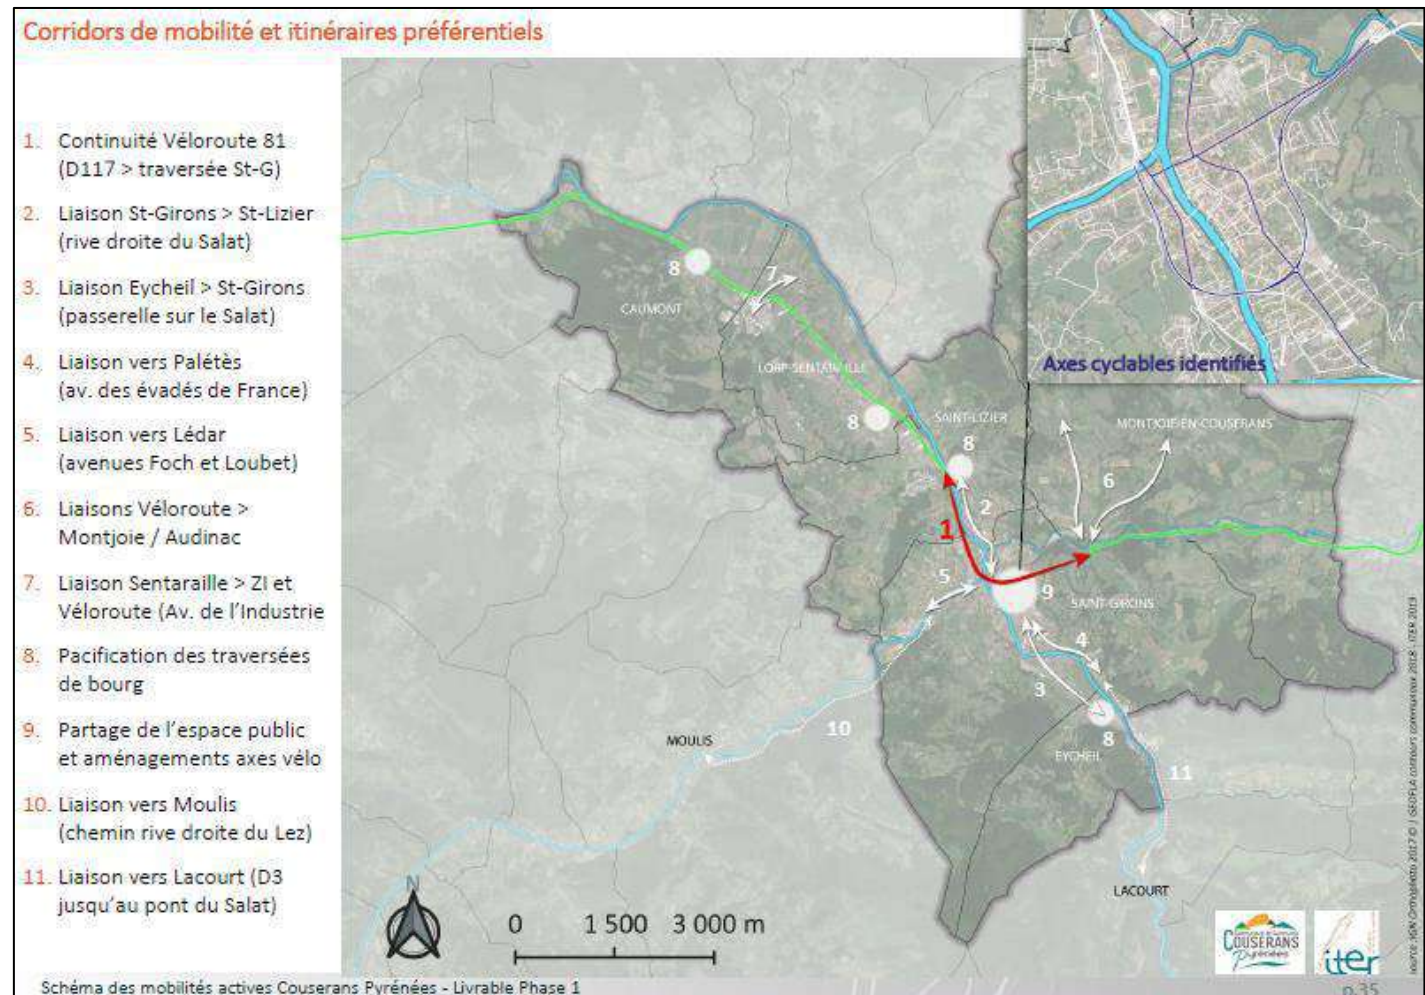 Corridors de mobilité et itinéraires préférentiels
1. Continuité Véloroute 81
(D117 > traversée St-G)
2. Liaison St-Girons > St-Lizier
(rive droite du Salat)
3. Liaison Eycheil > St-Girons
(passerelle sur le Salat)
4. Liaison vers Palétès
(av. des évadés de France)
5. Liaison vers Lédar
(avenues Foch et Loubet)
6. Liaisons Véloroute >
Montjoie / Audinac
7. Liaison Sentaraille > ZI et
Véloroute (Av. de l'Industrie
8. Pacification des traversées
de bourg
9. Partage de l'espace public
et aménagements axes vélo
10. Liaison vers Moulis
(chemin rive droite du Lez)
11. Liaison vers Lacourt (D3
jusqu'au pont du Salat)
Axes cyclables identifiés
8
7
CAUMONT
LORP-SENTARAILLE
8
SAINT-LIZIER
8
MONTJOIE-EN-COUSERANS
6
2
1
5
9
SAINT-GIRONS
4
3
8
EYCHEIL
10
MOULIS
11
LACOURT
N
0 1 500 3 000 m
COUSERANS
Pyrénées
iter
Schéma des mobilités actives Couserans Pyrénées - Livrable Phase 1
p.35